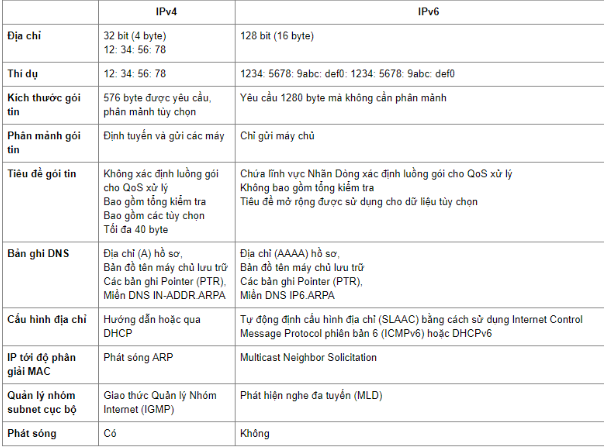 IPv4 IPv6
Địa chỉ
32 bit (4 byte)
12: 34: 56: 78
128 bit (16 byte)
Thí dụ
12: 34: 56: 78
1234: 5678: 9abc: def0: 1234: 5678: 9abc: def0
Kích thước gói
tin
576 byte được yêu cầu,
phân mảnh tùy chọn
Yêu cầu 1280 byte mà không cần phân mảnh
Phân mảnh gói
tin
Định tuyến và gửi các máy
Chỉ gửi máy chủ
Tiêu đề gói tin
Không xác định luồng gói
cho QoS xử lý
Bao gồm tổng kiểm tra
Bao gồm các tùy chọn
Tối đa 40 byte
Chứa lĩnh vực Nhãn Dòng xác định luồng gói cho QoS xử lý
Không bao gồm tổng kiểm tra
Tiêu đề mở rộng được sử dụng cho dữ liệu tùy chọn
Bản ghi DNS
Địa chỉ (A) hồ sơ,
Bản đồ tên máy chủ lưu trữ
Các bản ghi Pointer (PTR),
Miền DNS IN-ADDR.ARPA
Địa chỉ (AAAA) hồ sơ,
Bản đồ tên máy chủ lưu trữ
Các bản ghi Pointer (PTR),
Miền DNS IP6.ARPA
Cấu hình địa chỉ
Hướng dẫn hoặc qua
DHCP
Tự động định cấu hình địa chỉ (SLAAC) bằng cách sử dụng Internet Control
Message Protocol phiên bản 6 (ICMPv6) hoặc DHCPv6
IP tới độ phân
giải MAC
Phát sóng ARP
Multicast Neighbor Solicitation
Quản lý nhóm
subnet cục bộ
Giao thức Quản lý Nhóm
Internet (IGMP)
Phát hiện nghe đa tuyến (MLD)
Phát sóng
Có
Không